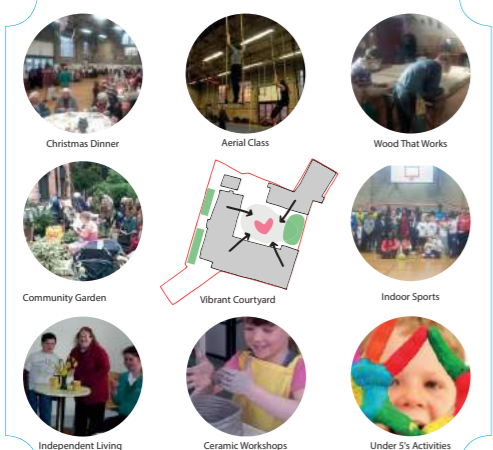 Christmas Dinner
Aerial Class
Wood That Works
Community Garden
Vibrant Courtyard
Indoor Sports
Independent Living
Ceramic Workshops
Under 5's Activities